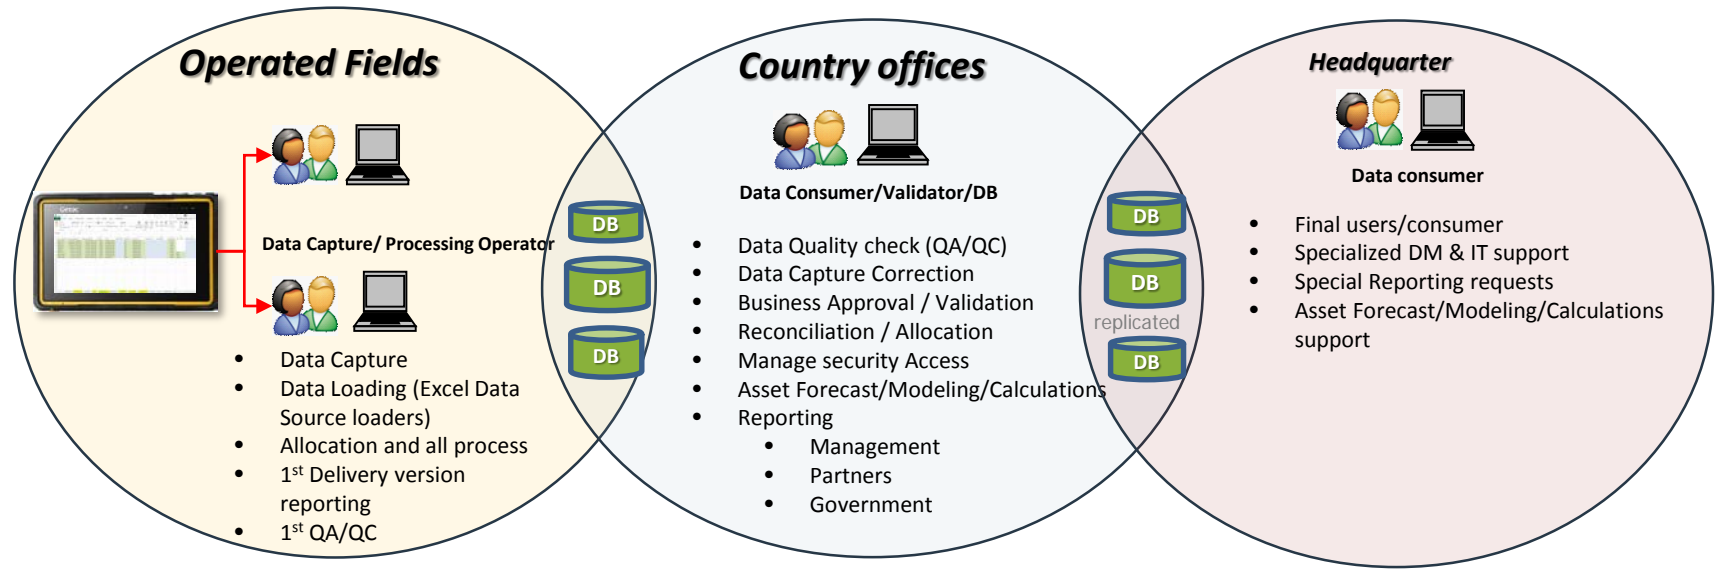 Operated Fields
Data Capture/ Processing Operator
• Data Capture
• Data Loading (Excel Data
Source loaders)
• Allocation and all process
• 1st Delivery version
reporting
• 1st QA/QC
DB
DB
DB
Country offices
Data Consumer/Validator/DB
• Data Quality check (QA/QC)
• Data Capture Correction
• Business Approval / Validation
• Reconciliation / Allocation
• Manage security Access
• Asset Forecast/Modeling/Calculations
• Reporting
• Management
• Partners
• Government
DB
DB
replicated
DB
Headquarter
Data consumer
• Final users/consumer
• Specialized DM & IT support
• Special Reporting requests
• Asset Forecast/Modeling/Calculations
support